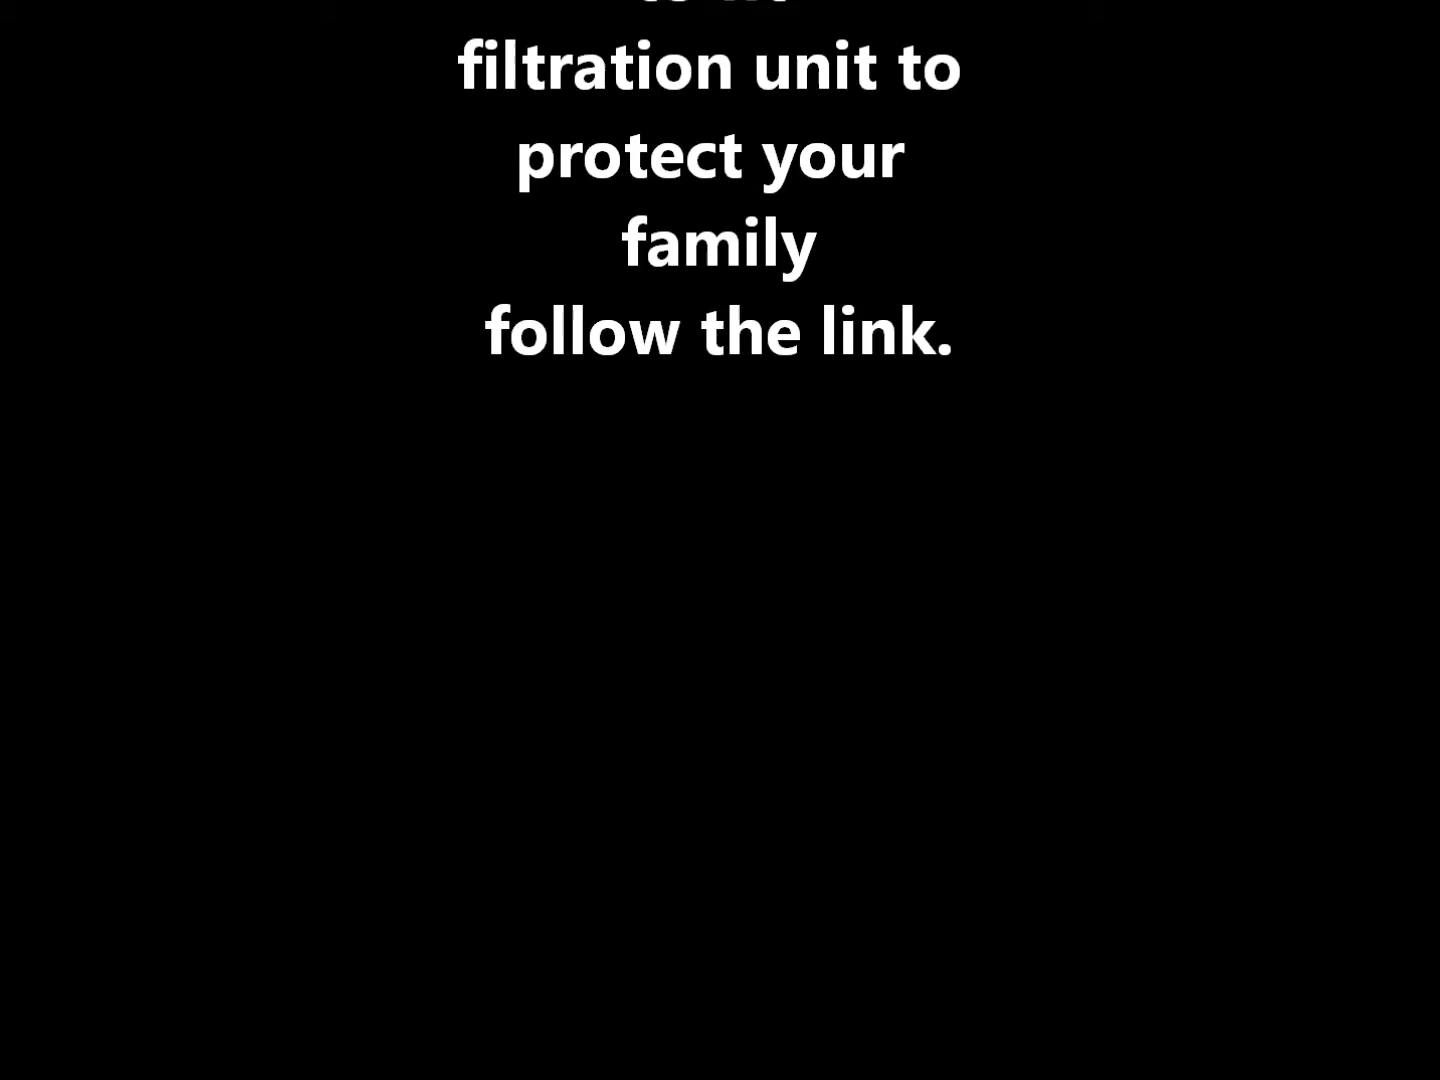 filtration unit to
protect your
family
follow the link.